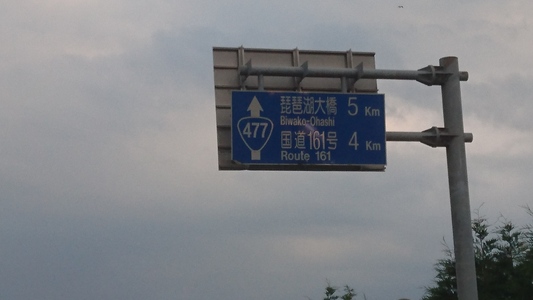 477
琵琶湖大橋 5 Km
Biwako-Ohashi
国道161号 4 Km
Route 161